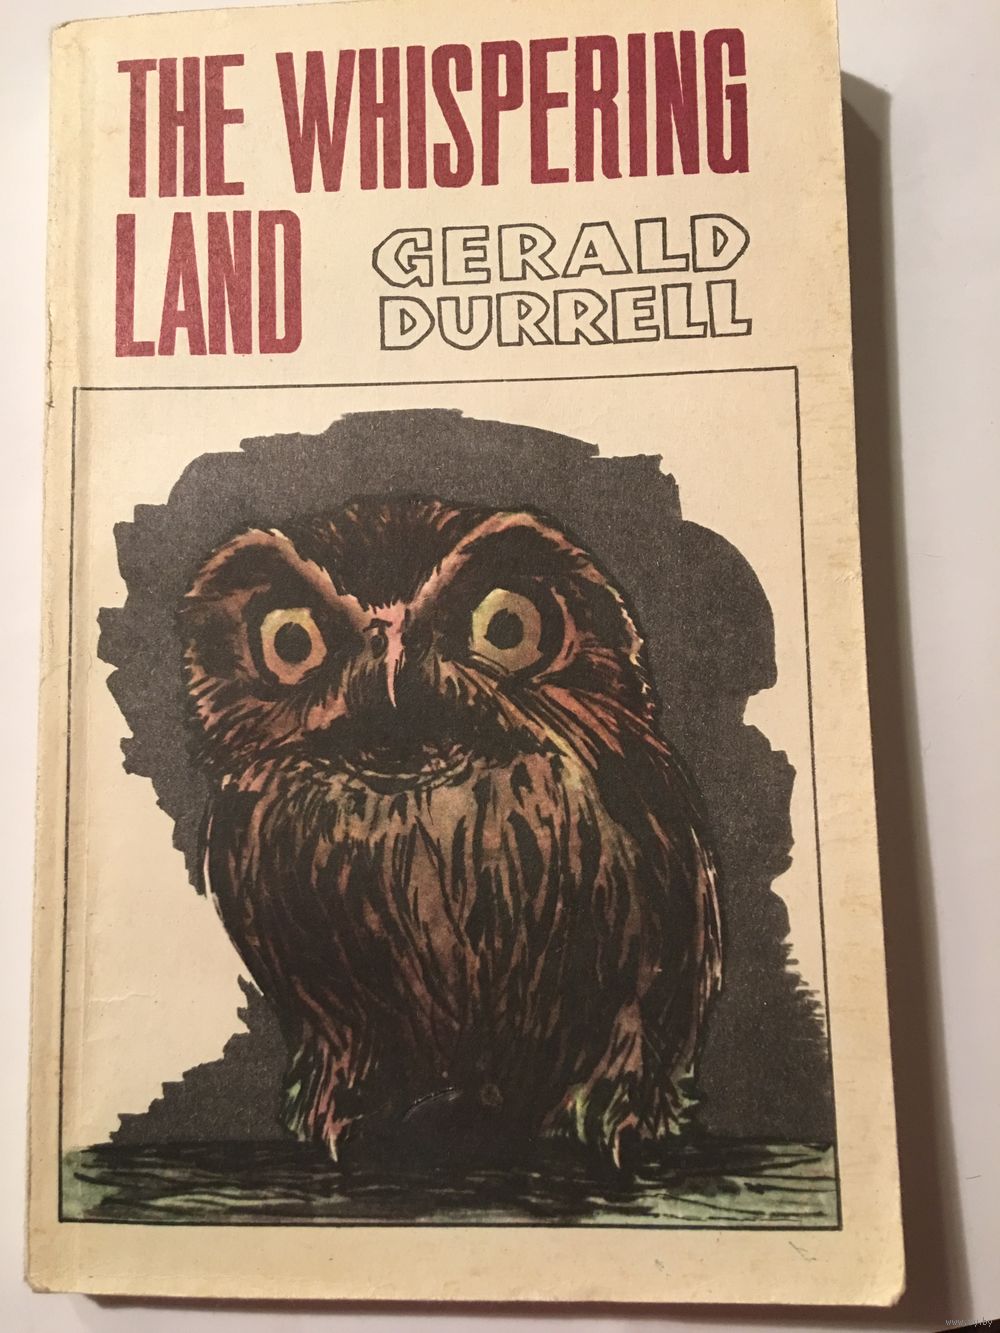 THE WHISPERING
LAND
GERALD
DURRELL